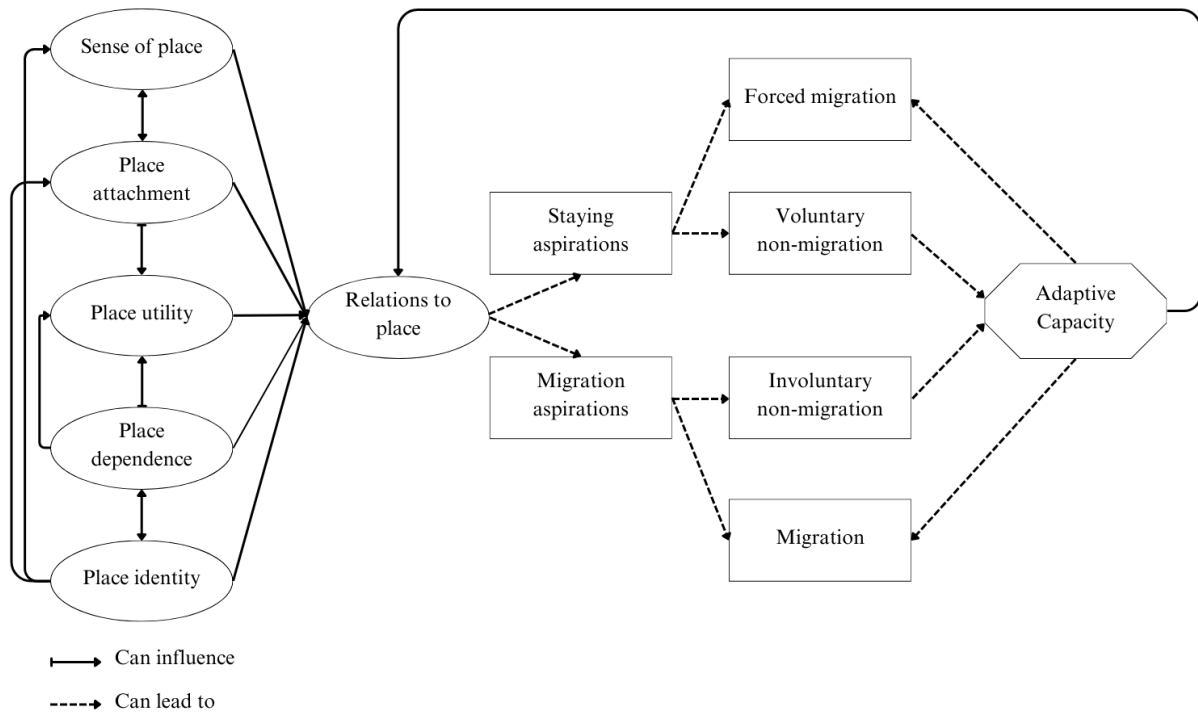 Sense of place
Place
attachment
Place utility
Place
dependence
Place identity
Relations to
place
Staying
aspirations
Migration
aspirations
Forced migration
Voluntary
non-migration
Involuntary
non-migration
Migration
Adaptive
Capacity
Can influence
Can lead to